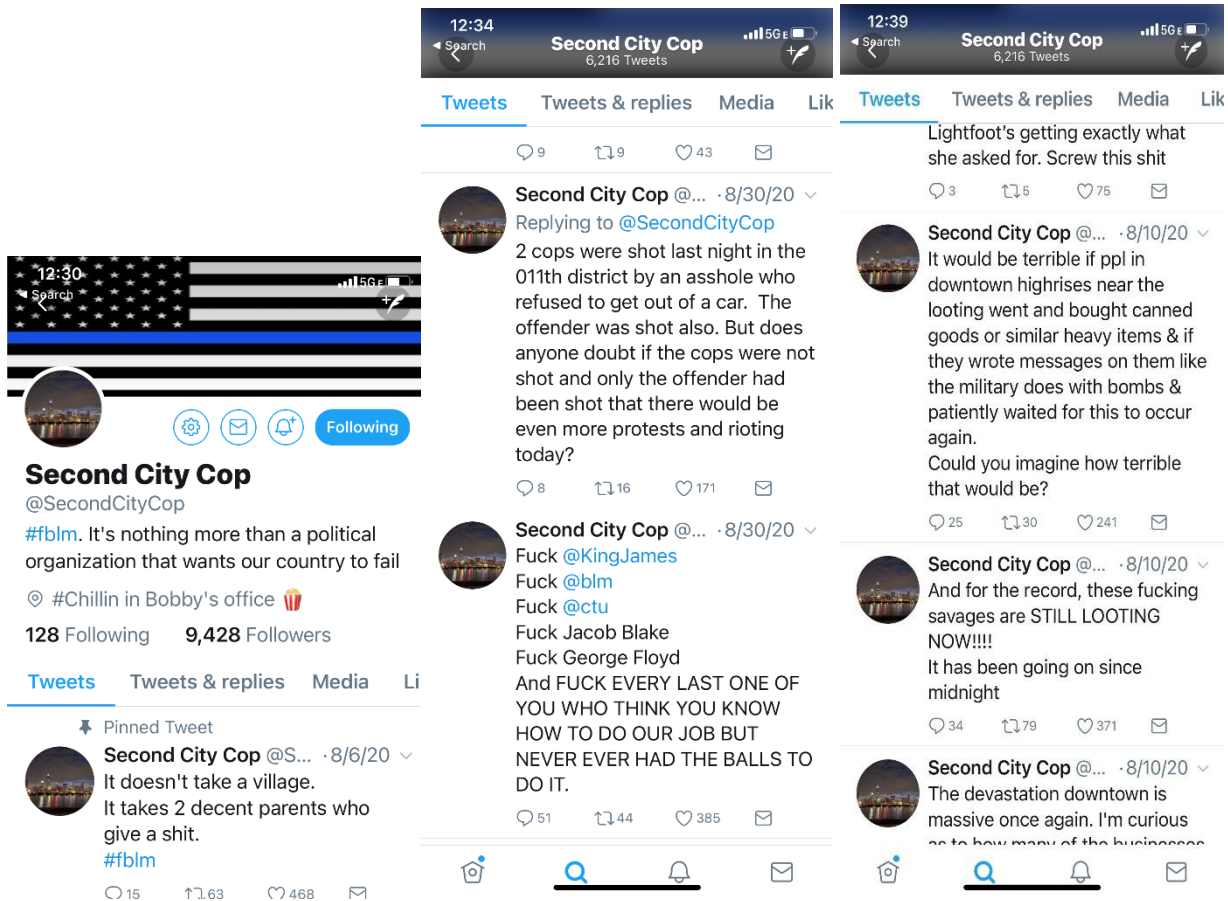 12:30
5G E
Search
Following
Second City Cop
@SecondCityCop
#fblm. It's nothing more than a political
organization that wants our country to fail
#Chillin in Bobby's office 🍿
128 Following 9,428 Followers
Tweets Tweets & replies Media Li
Pinned Tweet
Second City Cop @S... · 8/6/20
It doesn't take a village.
It takes 2 decent parents who
give a shit.
#fblm
15 63 468
12:34
5G E
Search
Second City Cop
6,216 Tweets
Tweets Tweets & replies Media Lik
9 9 43
Second City Cop @... · 8/30/20
Replying to @SecondCityCop
2 cops were shot last night in the
011th district by an asshole who
refused to get out of a car. The
offender was shot also. But does
anyone doubt if the cops were not
shot and only the offender had
been shot that there would be
even more protests and rioting
today?
8 16 171
Second City Cop @... · 8/30/20
Fuck @KingJames
Fuck @blm
Fuck @ctu
Fuck Jacob Blake
Fuck George Floyd
And FUCK EVERY LAST ONE OF
YOU WHO THINK YOU KNOW
HOW TO DO OUR JOB BUT
NEVER EVER HAD THE BALLS TO
DO IT.
51 44 385
12:39
5G E
Search
Second City Cop
6,216 Tweets
Tweets Tweets & replies Media Lik
Lightfoot's getting exactly what
she asked for. Screw this shit
3 5 75
Second City Cop @... · 8/10/20
It would be terrible if ppl in
downtown highrises near the
looting went and bought canned
goods or similar heavy items & if
they wrote messages on them like
the military does with bombs &
patiently waited for this to occur
again.
Could you imagine how terrible
that would be?
25 30 241
Second City Cop @... · 8/10/20
And for the record, these fucking
savages are STILL LOOTING
NOW!!!!
It has been going on since
midnight
34 79 371
Second City Cop @... · 8/10/20
The devastation downtown is
massive once again. I'm curious
as to how many of the businesses